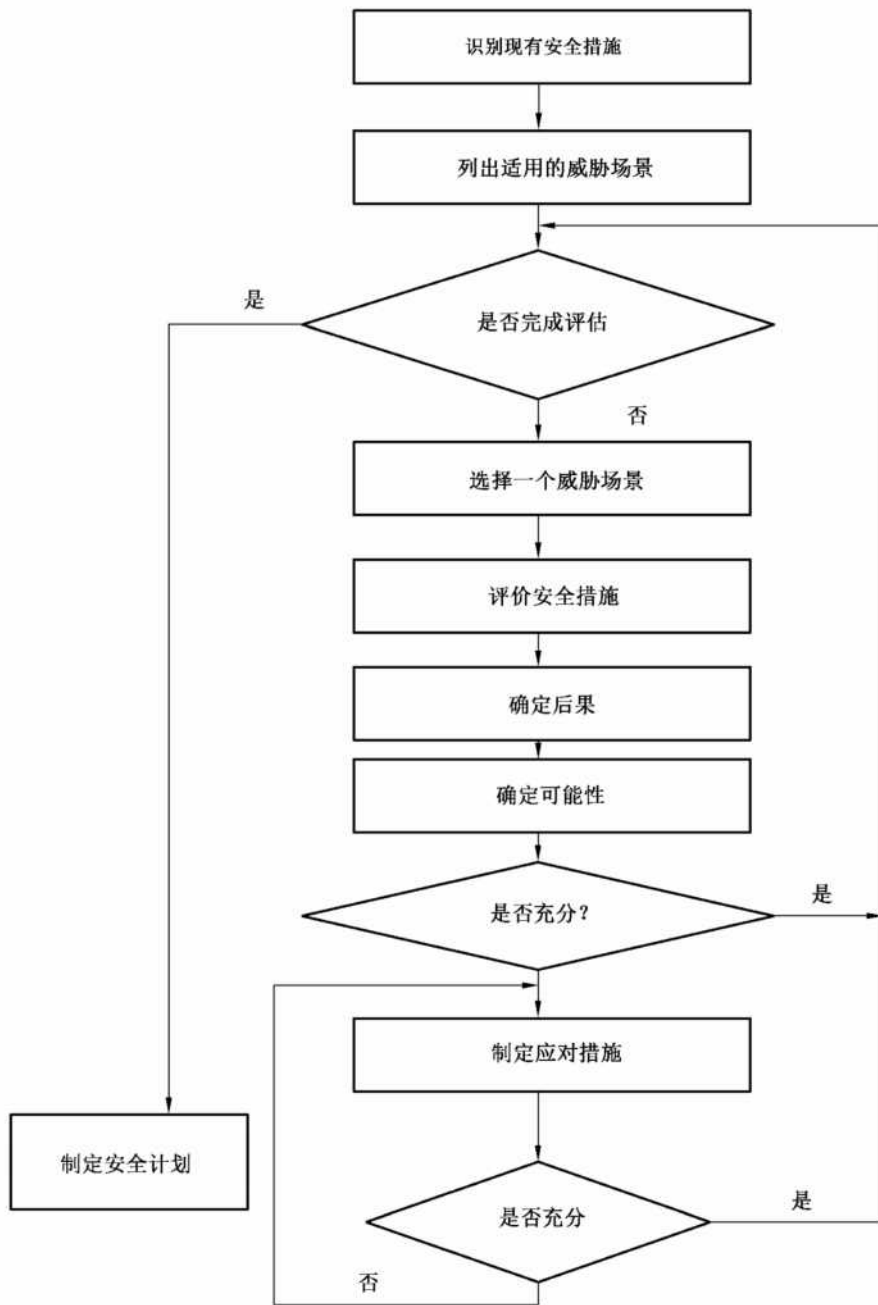 识别现有安全措施
列出适用的威胁场景
是
是否完成评估
否
选择一个威胁场景
评价安全措施
确定后果
确定可能性
是否充分？
是
制定应对措施
制定安全计划
是否充分
是
否